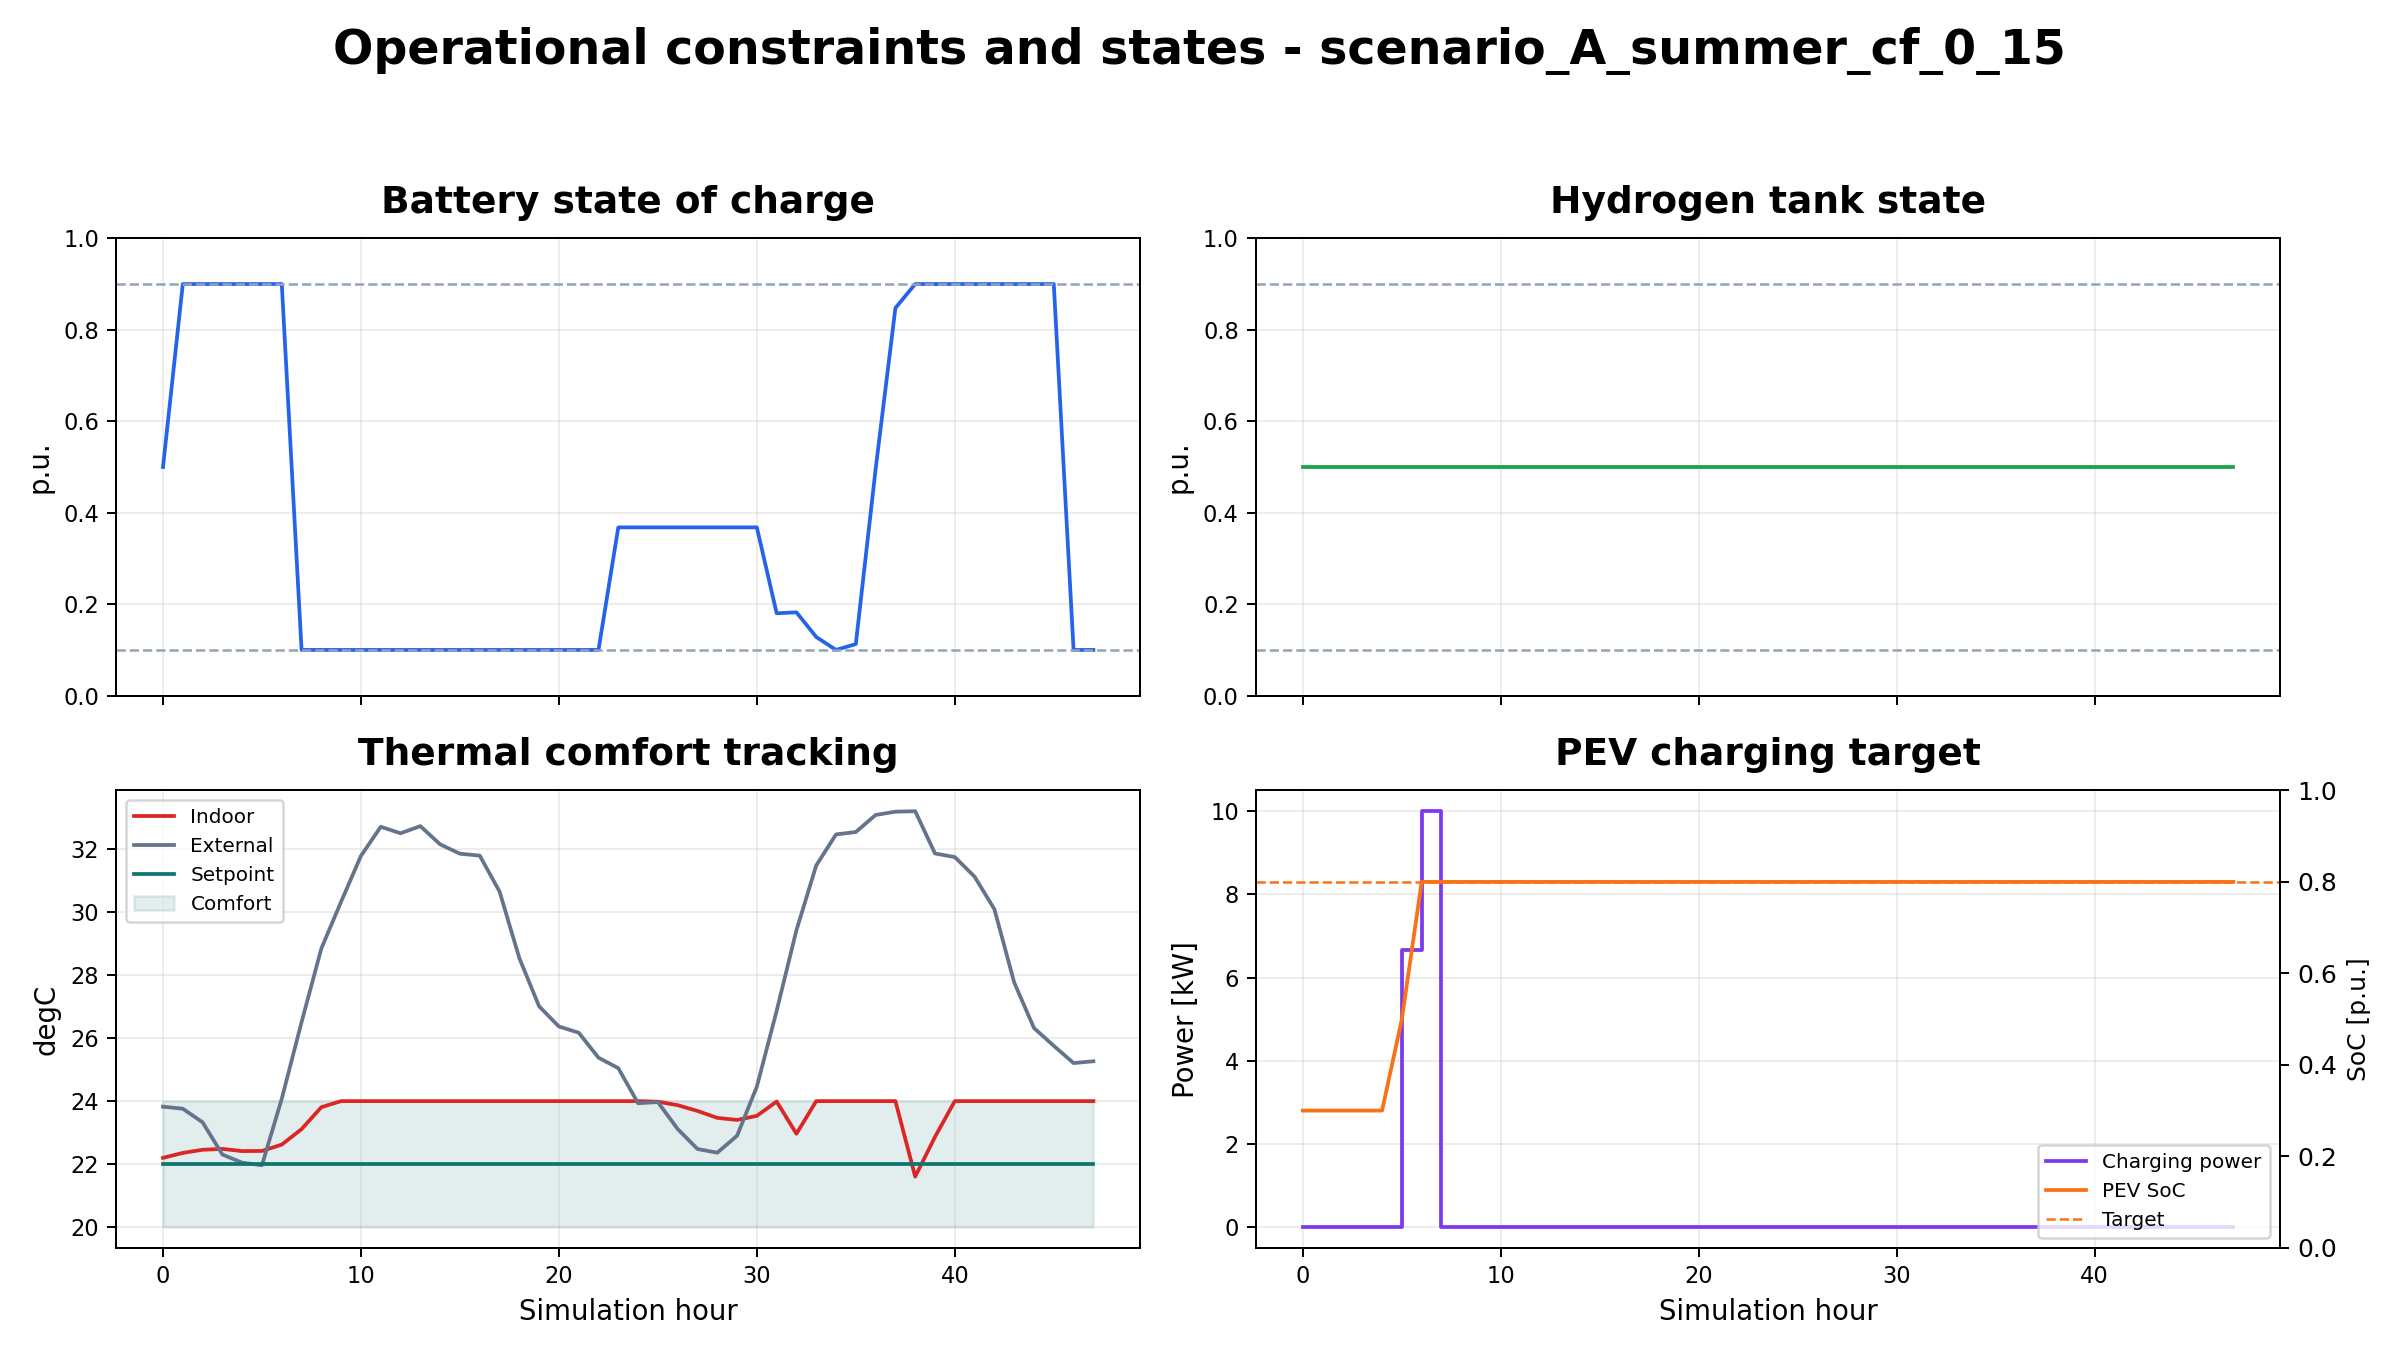 Operational constraints and states - scenario_A_summer_cf_0_15
Battery state of charge
1.0
0.8
0.6
0.4
0.2
0.0
p.u.
Hydrogen tank state
1.0
0.8
0.6
0.4
0.2
0.0
p.u.
Thermal comfort tracking
Indoor
External
Setpoint
Comfort
32
30
28
26
24
22
20
degC
0 10 20 30 40
Simulation hour
PEV charging target
10
8
6
4
2
0
Power [kW]
1.0
0.8
0.6
0.4
0.2
0.0
SoC [p.u.]
Charging power
PEV SoC
Target
0 10 20 30 40
Simulation hour